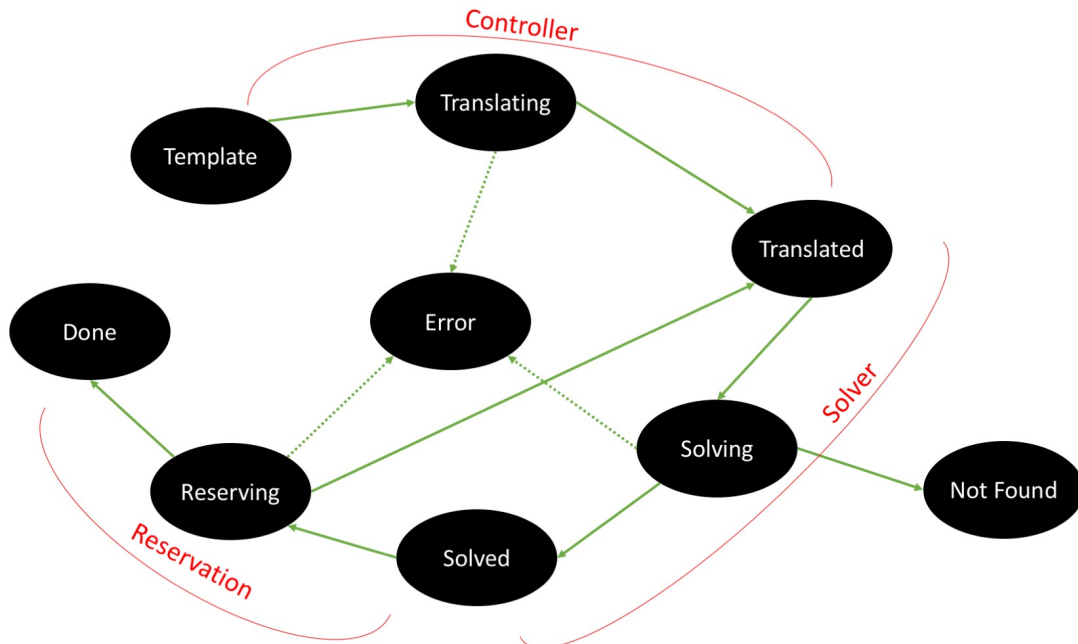 Controller
Translating
Template
Translated
Error
Done
Solver
Solving
Reserving
Not Found
Solved
Reservation